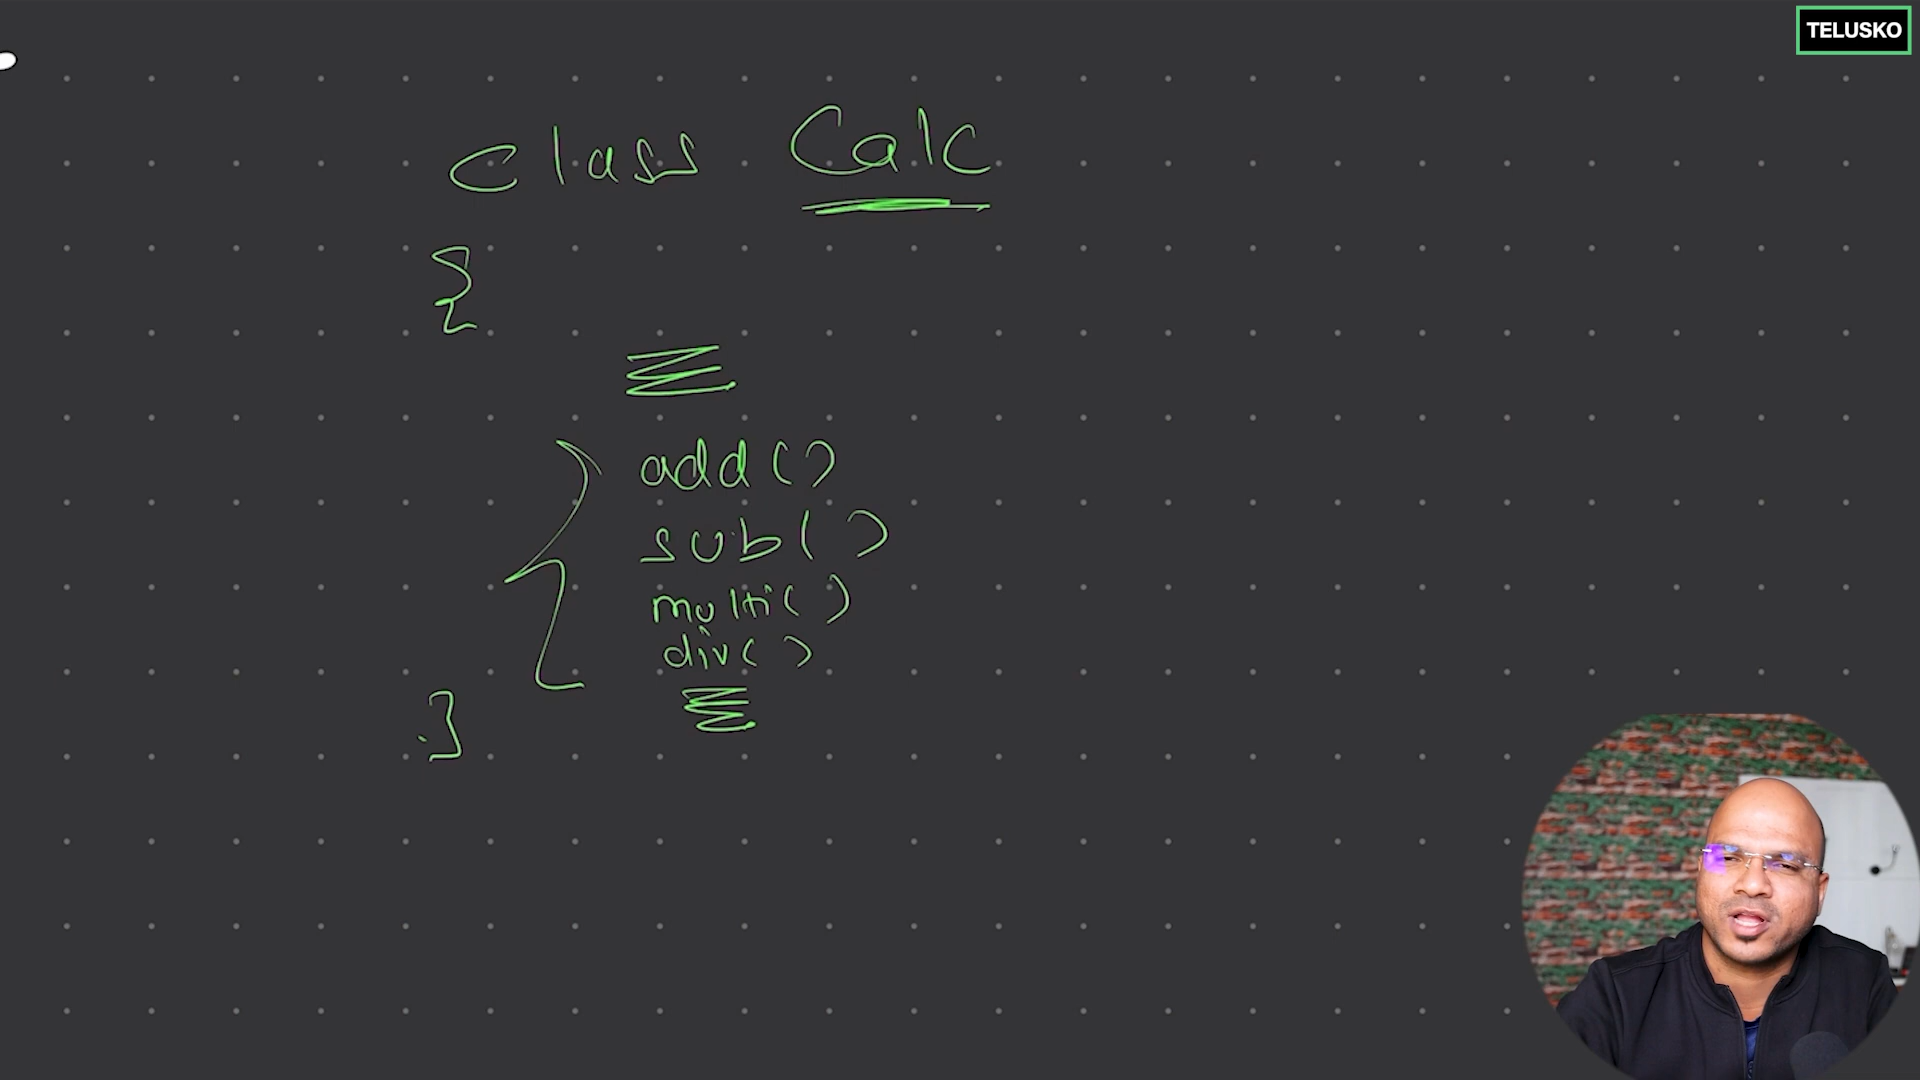 TELUSKO
class Calc
{
add()
sub()
multi()
div()
}